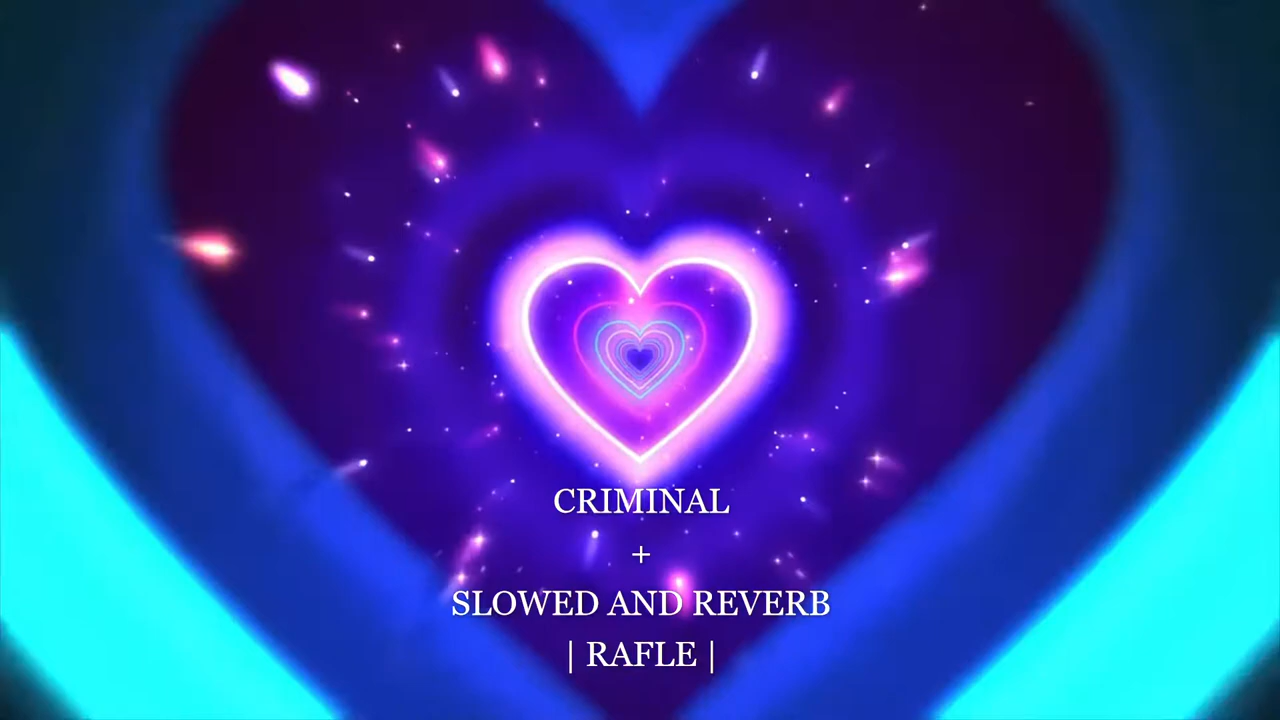 CRIMINAL
+
SLOWED AND REVERB
| RAFLE |